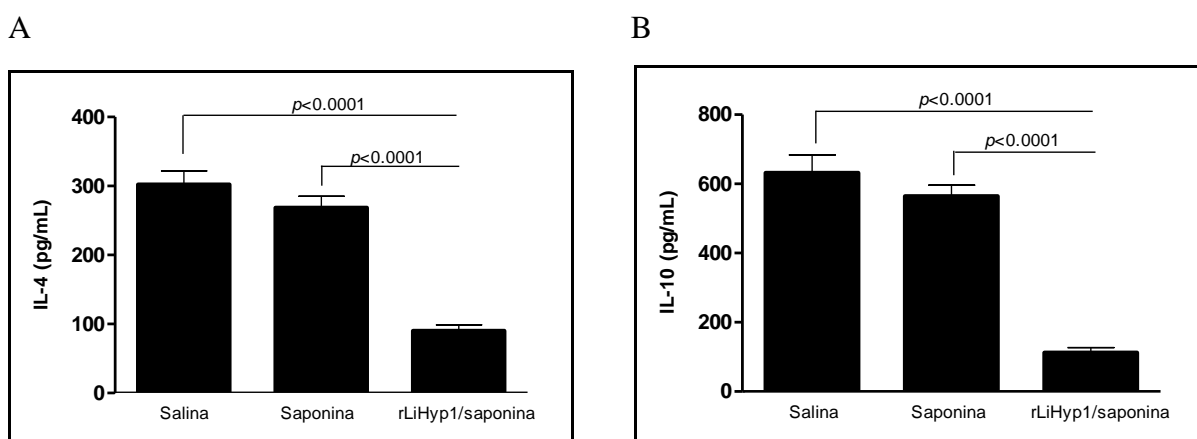 A
B
p<0.0001
p<0.0001
400
300
200
100
0
IL-4 (pg/mL)
Salina
Saponina
rLiHyp1/saponina
p<0.0001
p<0.0001
800
600
400
200
0
IL-10 (pg/mL)
Salina
Saponina
rLiHyp1/saponina